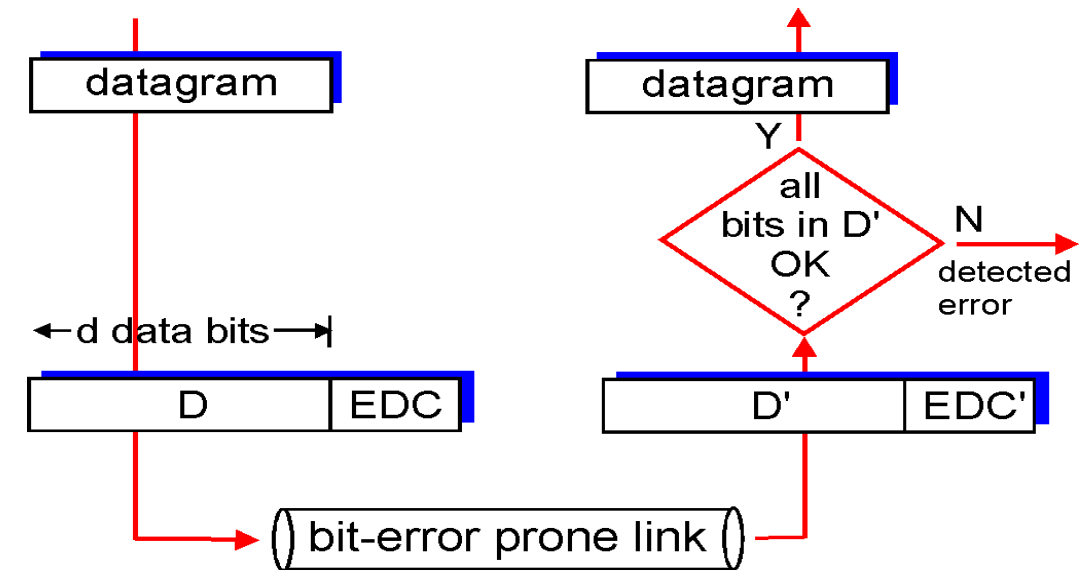 datagram
d data bits
D
EDC
bit-error prone link
datagram
Y
all
bits in D'
OK
?
N
detected
error
D'
EDC'